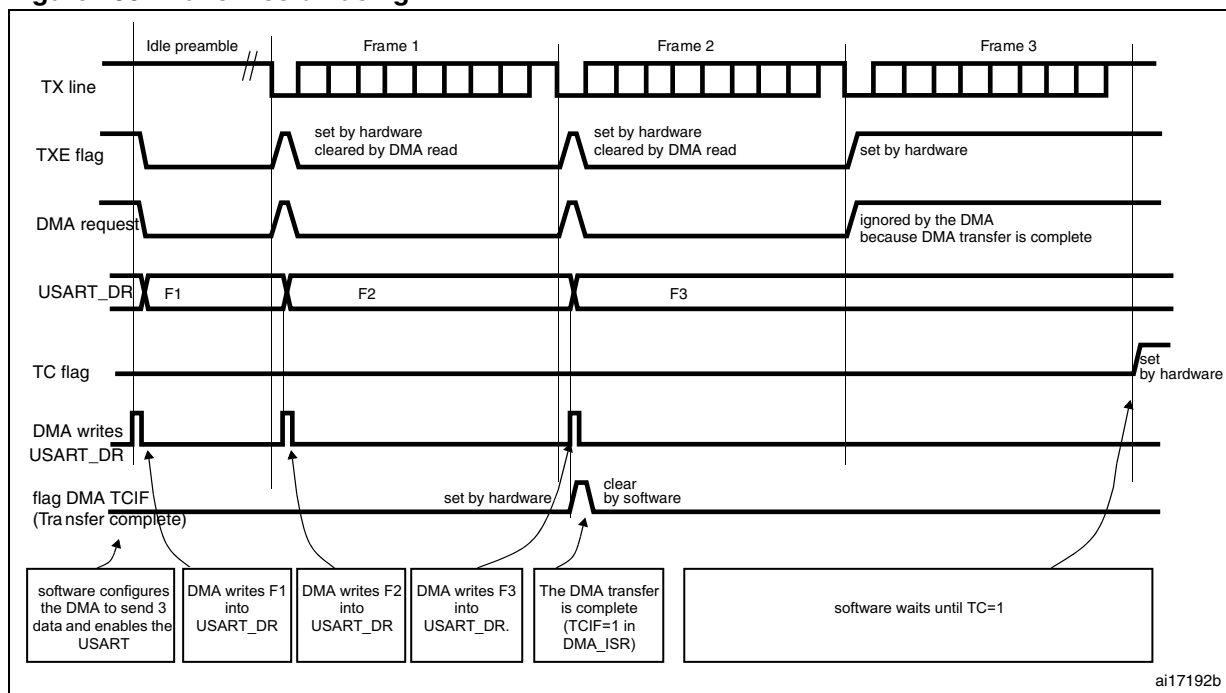 Idle preamble
Frame 1
Frame 2
Frame 3
TX line
TXE flag
set by hardware
cleared by DMA read
set by hardware
cleared by DMA read
set by hardware
DMA request
ignored by the DMA
because DMA transfer is complete
USART_DR
F1
F2
F3
TC flag
set
by hardware
DMA writes
USART_DR
flag DMA TCIF
(Transfer complete)
set by hardware
clear
by software
software configures
the DMA to send 3
data and enables the
USART
DMA writes F1
into
USART_DR
DMA writes F2
into
USART_DR
DMA writes F3
into
USART_DR.
The DMA transfer
is complete
(TCIF=1 in
DMA_ISR)
software waits until TC=1
ai17192b